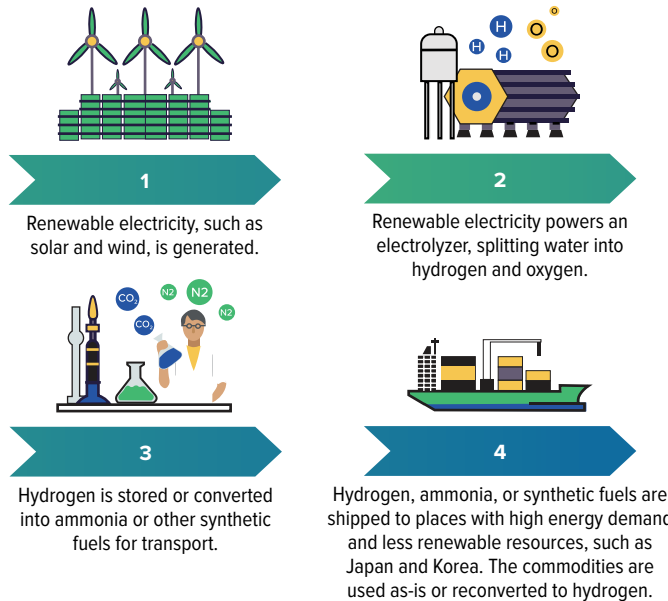 H
H
H
O
O
O
1
2
Renewable electricity, such as
solar and wind, is generated.
Renewable electricity powers an
electrolyzer, splitting water into
hydrogen and oxygen.
CO₂
CO₂
N2
N2
N2
3
4
Hydrogen is stored or converted
into ammonia or other synthetic
fuels for transport.
Hydrogen, ammonia, or synthetic fuels are
shipped to places with high energy demand
and less renewable resources, such as
Japan and Korea. The commodities are
used as-is or reconverted to hydrogen.